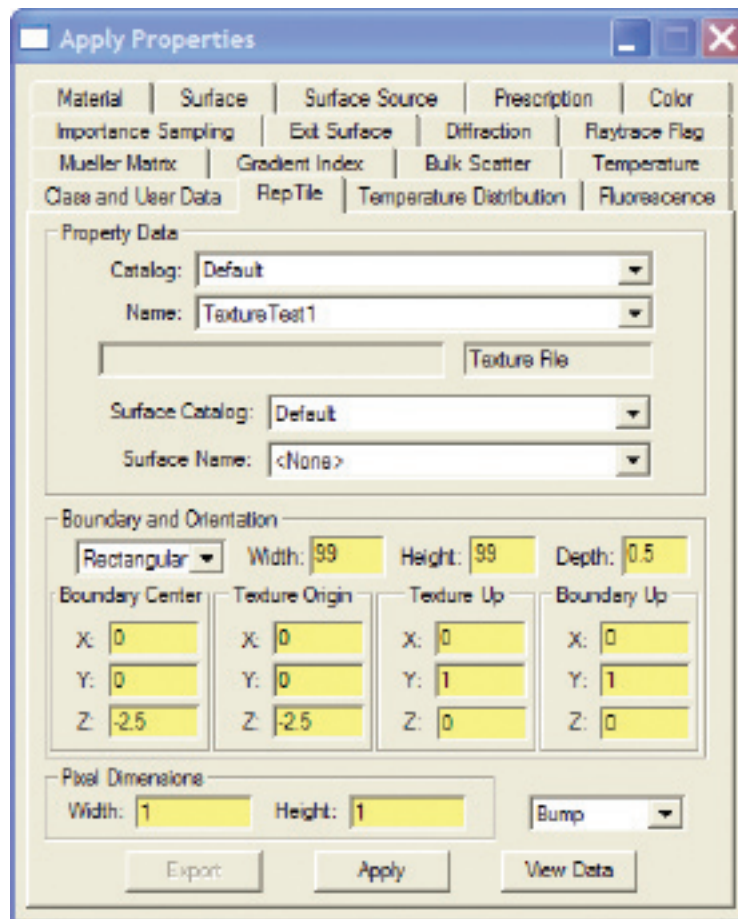 Apply Properties
Material Surface Surface Source Prescription Color
Importance Sampling Exit Surface Diffraction Raytrace Flag
Mueller Matrix Gradient Index Bulk Scatter Temperature
Class and User Data RepTile Temperature Distribution Fluorescence
Property Data
Catalog: Default
Name: TextureTest1
Texture File
Surface Catalog: Default
Surface Name: <None>
Boundary and Orientation
Rectangular Width: 99 Height: 99 Depth: 0.5
Boundary Center Texture Origin Texture Up Boundary Up
X: 0 X: 0 X: 0 X: 0
Y: 0 Y: 0 Y: 1 Y: 1
Z: -2.5 Z: -2.5 Z: 0 Z: 0
Pixel Dimensions
Width: 1 Height: 1 Bump
Export Apply View Data